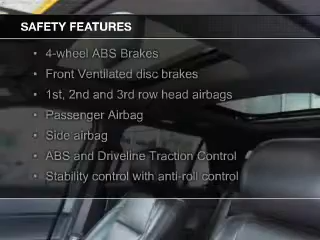 SAFETY FEATURES
• 4-wheel ABS Brakes
• Front Ventilated disc brakes
• 1st, 2nd and 3rd row head airbags
• Passenger Airbag
• Side airbag
• ABS and Driveline Traction Control
• Stability control with anti-roll control